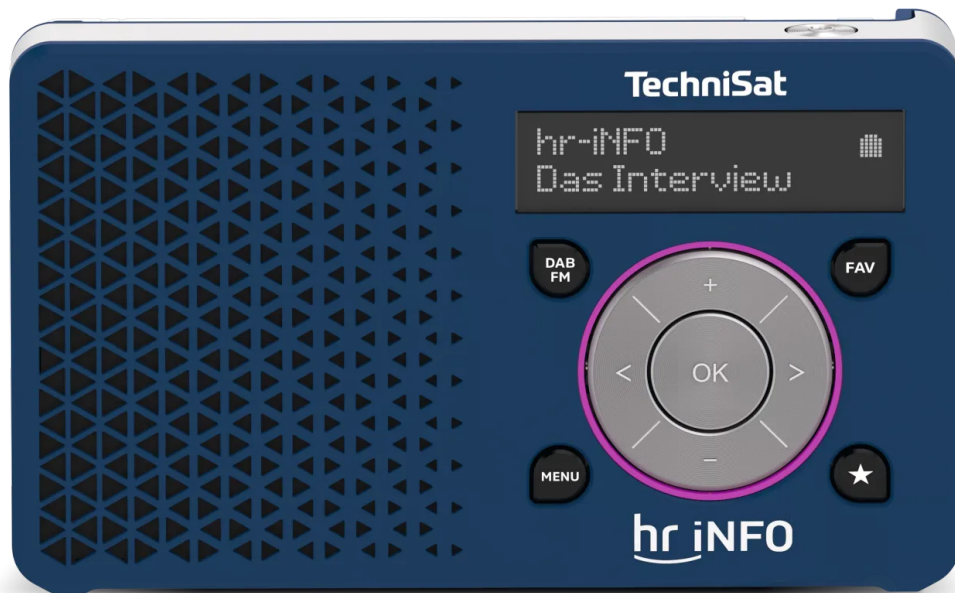 TechniSat
hr-iNFO
Das Interview
DAB
FM
FAV
+
< OK >
−
MENU
★
hr iNFO